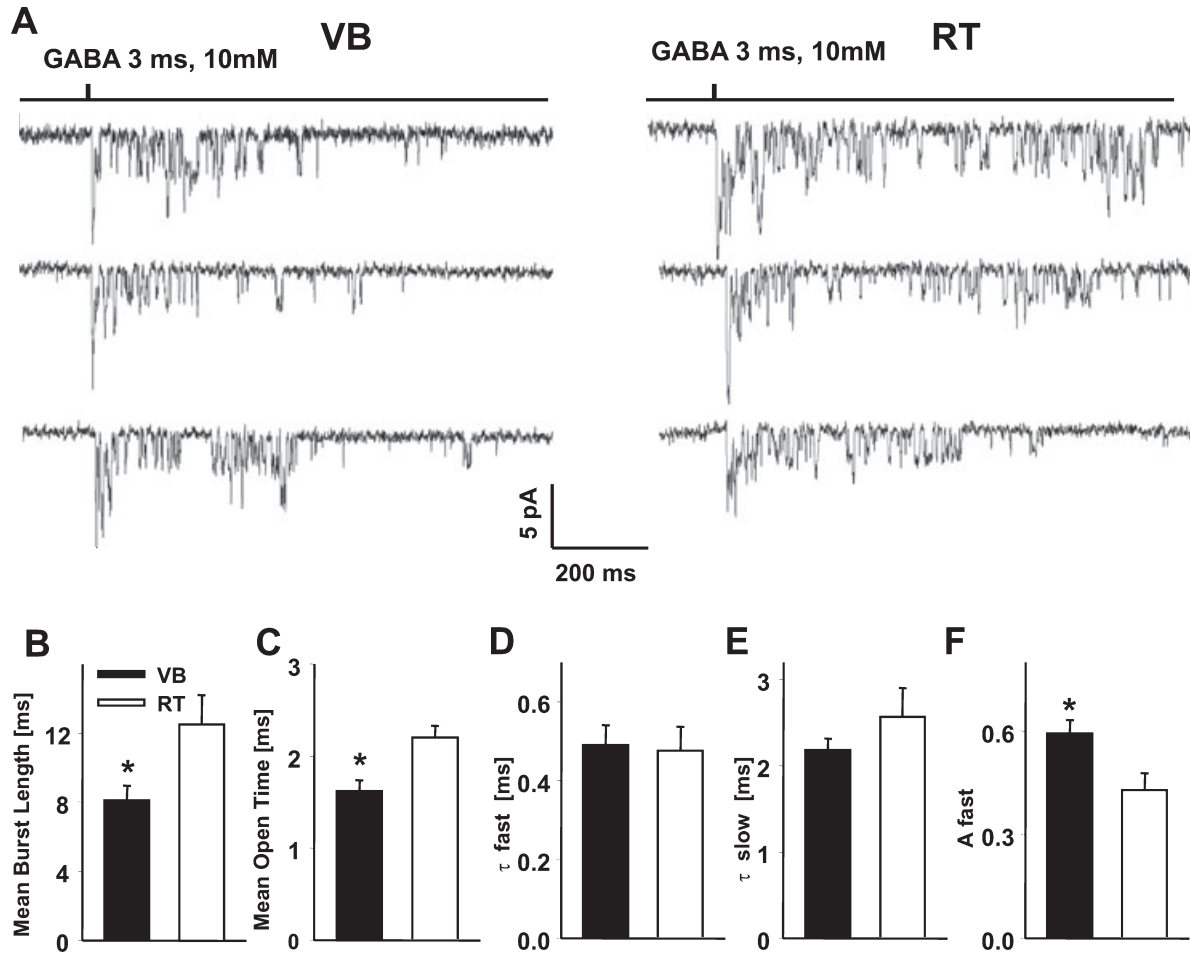 A
VB
RT
GABA 3 ms, 10mM
GABA 3 ms, 10mM
5 pA
200 ms
B
Mean Burst Length [ms]
12
8
4
0
VB
RT
*
C
Mean Open Time [ms]
3
2
1
0
*
D
τ fast [ms]
0.6
0.4
0.2
0.0
E
τ slow [ms]
3
2
1
0
F
A fast
0.6
0.3
0.0
*